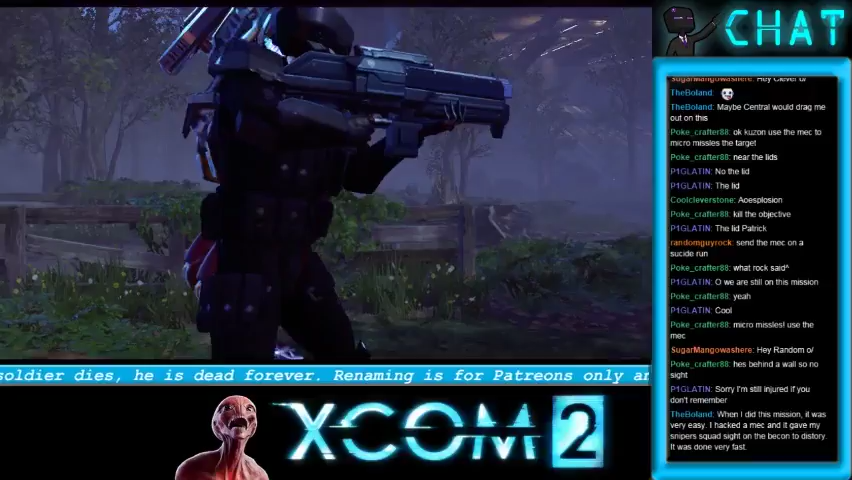 CHAT
SugarMangowashere: Hey Clever o/
TheBoland:
TheBoland: Maybe Central would drag me
out on this
Poke_crafter88: ok kuzon use the mec to
micro missles the target
Poke_crafter88: near the lids
P1GLATIN: No the lid
P1GLATIN: The lid
Coolcleverstone: Aoesplosion
Poke_crafter88: kill the objective
P1GLATIN: The lid Patrick
randomguyrock: send the mec on a
sucide run
Poke_crafter88: what rock said^
P1GLATIN: O we are still on this mission
Poke_crafter88: yeah
P1GLATIN: Cool
Poke_crafter88: micro missles! use the
mec
SugarMangowashere: Hey Random o/
Poke_crafter88: hes behind a wall so no
sight
P1GLATIN: Sorry I'm still injured if you
don't remember
TheBoland: When I did this mission, it was
very easy. I hacked a mec and it gave my
snipers squad sight on the becon to distory.
It was done very fast.
soldier dies, he is dead forever. Renaming is for Patreons only an
XCOM 2